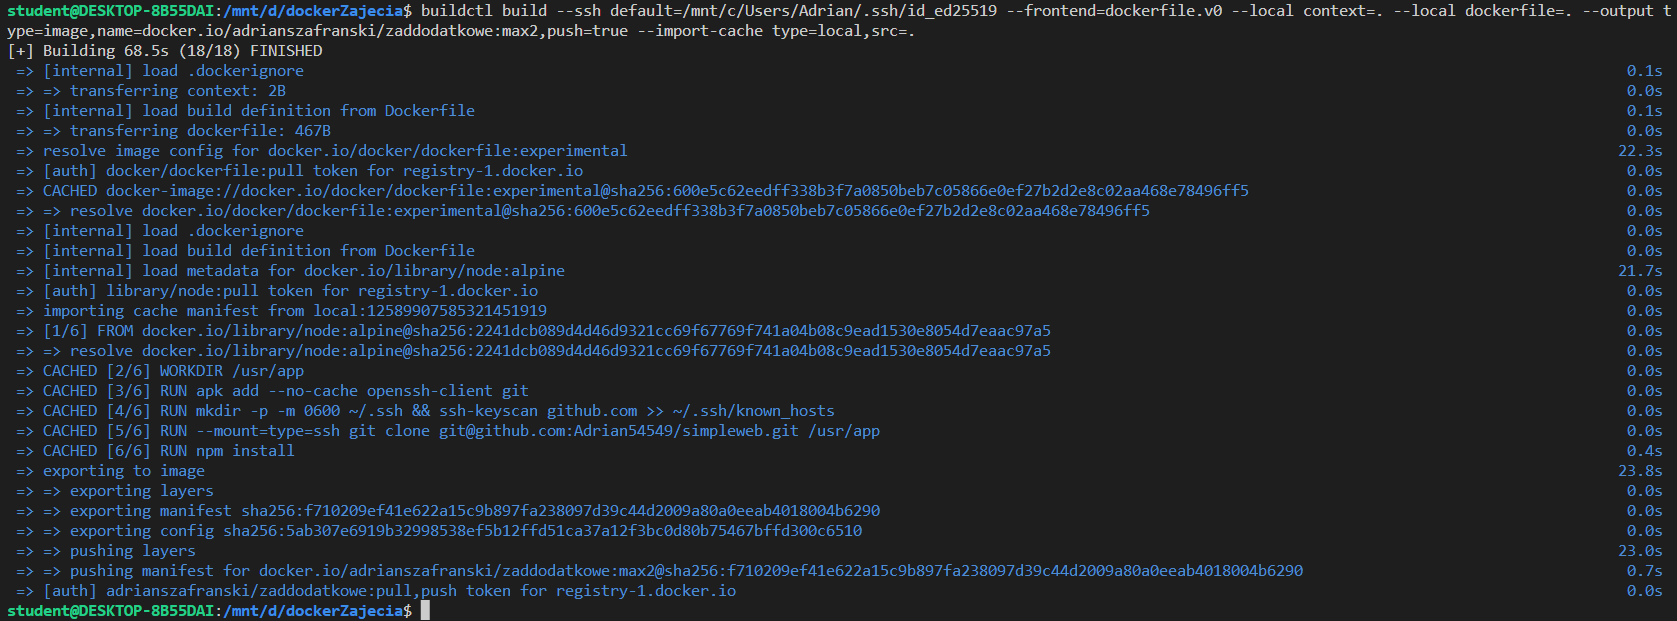 student@DESKTOP-8B55DAI:/mnt/d/dockerZajecia$ buildctl build --ssh default=/mnt/c/Users/Adrian/.ssh/id_ed25519 --frontend=dockerfile.v0 --local context=. --local dockerfile=. --output t
ype=image,name=docker.io/adrianszafranski/zaddodatkowe:max2,push=true --import-cache type=local,src=.
[+] Building 68.5s (18/18) FINISHED
=> [internal] load .dockerignore 0.1s
=> => transferring context: 2B 0.0s
=> [internal] load build definition from Dockerfile 0.1s
=> => transferring dockerfile: 467B 0.0s
=> resolve image config for docker.io/docker/dockerfile:experimental 22.3s
=> [auth] docker/dockerfile:pull token for registry-1.docker.io 0.0s
=> CACHED docker-image://docker.io/docker/dockerfile:experimental@sha256:600e5c62eedff338b3f7a0850beb7c05866e0ef27b2d2e8c02aa468e78496ff5 0.0s
=> => resolve docker.io/docker/dockerfile:experimental@sha256:600e5c62eedff338b3f7a0850beb7c05866e0ef27b2d2e8c02aa468e78496ff5 0.0s
=> [internal] load .dockerignore 0.0s
=> [internal] load build definition from Dockerfile 0.0s
=> [internal] load metadata for docker.io/library/node:alpine 21.7s
=> [auth] library/node:pull token for registry-1.docker.io 0.0s
=> importing cache manifest from local:12589907585321451919 0.0s
=> [1/6] FROM docker.io/library/node:alpine@sha256:2241dcb089d4d46d9321cc69f67769f741a04b08c9ead1530e8054d7eaac97a5 0.0s
=> => resolve docker.io/library/node:alpine@sha256:2241dcb089d4d46d9321cc69f67769f741a04b08c9ead1530e8054d7eaac97a5 0.0s
=> CACHED [2/6] WORKDIR /usr/app 0.0s
=> CACHED [3/6] RUN apk add --no-cache openssh-client git 0.0s
=> CACHED [4/6] RUN mkdir -p -m 0600 ~/.ssh && ssh-keyscan github.com >> ~/.ssh/known_hosts 0.0s
=> CACHED [5/6] RUN --mount=type=ssh git clone git@github.com:Adrian54549/simpleweb.git /usr/app 0.0s
=> CACHED [6/6] RUN npm install 0.4s
=> exporting to image 23.8s
=> => exporting layers 0.0s
=> => exporting manifest sha256:f710209ef41e622a15c9b897fa238097d39c44d2009a80a0eeab4018004b6290 0.0s
=> => exporting config sha256:5ab307e6919b32998538ef5b12ffd51ca37a12f3bc0d80b75467bffd300c6510 0.0s
=> => pushing layers 23.0s
=> => pushing manifest for docker.io/adrianszafranski/zaddodatkowe:max2@sha256:f710209ef41e622a15c9b897fa238097d39c44d2009a80a0eeab4018004b6290 0.7s
=> [auth] adrianszafranski/zaddodatkowe:pull,push token for registry-1.docker.io 0.0s
student@DESKTOP-8B55DAI:/mnt/d/dockerZajecia$